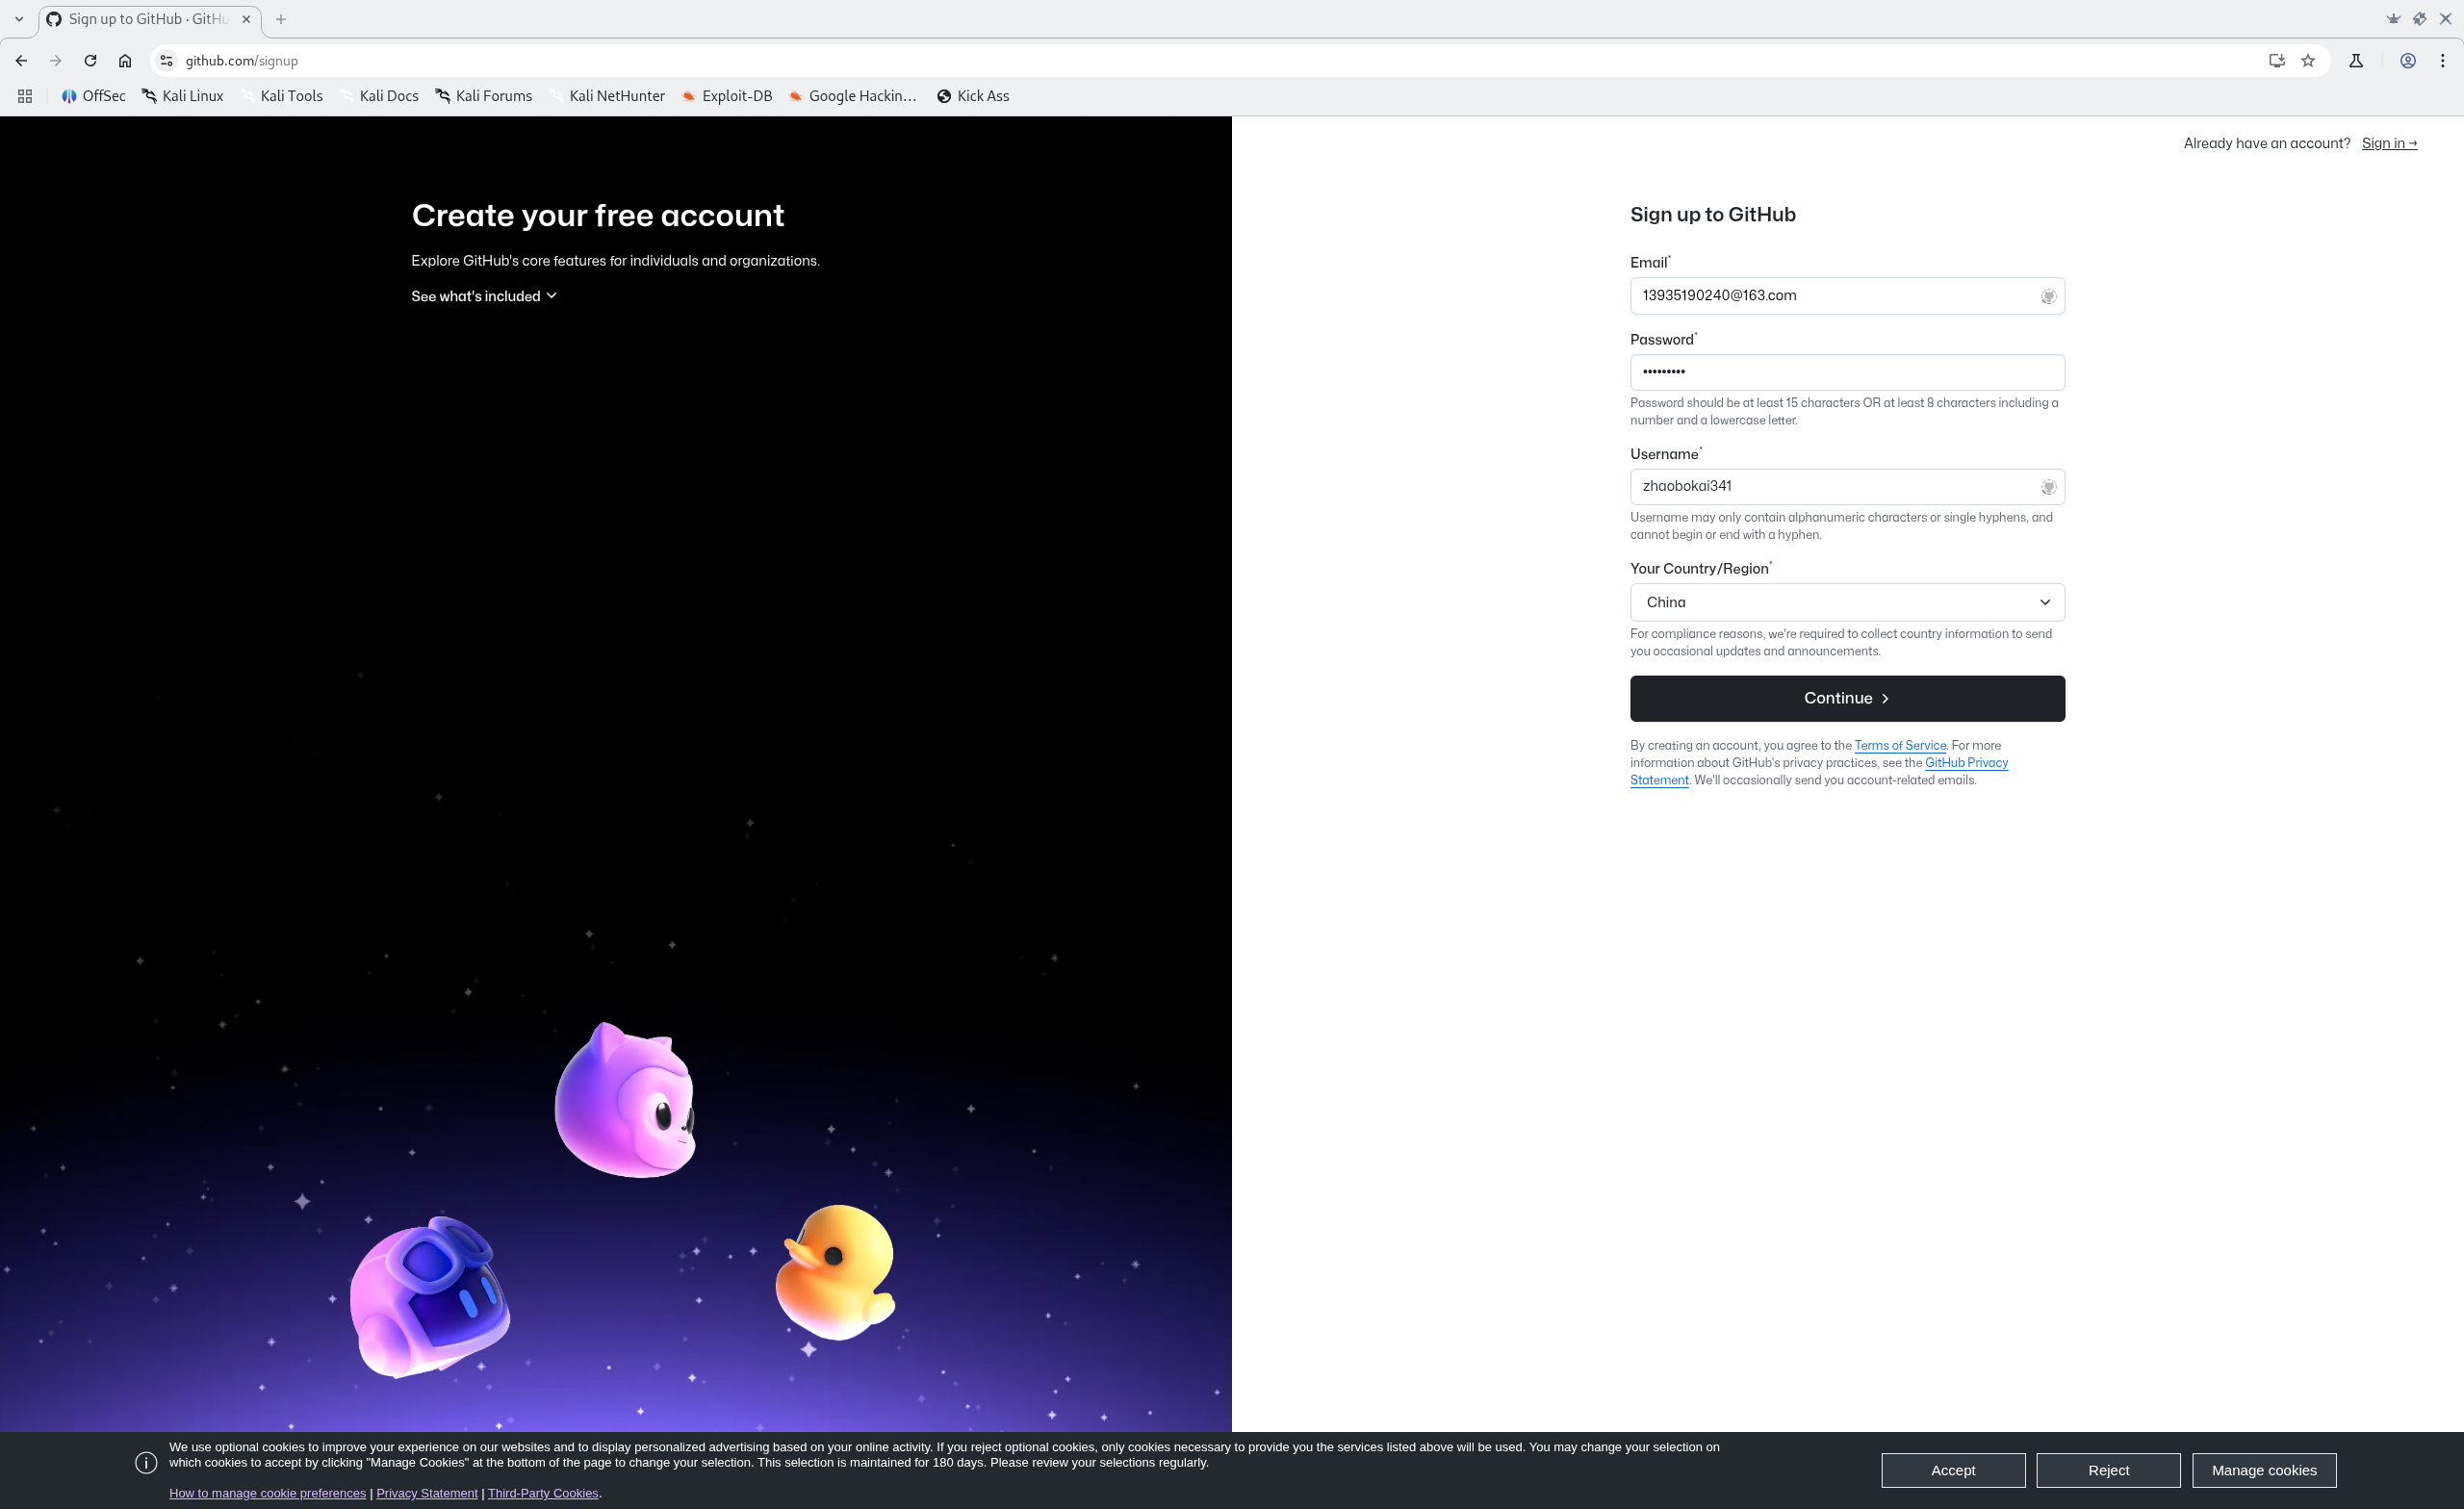 Sign up to GitHub · GitHu
github.com/signup
OffSec
Kali Linux
Kali Tools
Kali Docs
Kali Forums
Kali NetHunter
Exploit-DB
Google Hackin...
Kick Ass
Create your free account
Explore GitHub's core features for individuals and organizations.
See what's included
Already have an account? Sign in →
Sign up to GitHub
Email*
13935190240@163.com
Password*
•••••••••
Password should be at least 15 characters OR at least 8 characters including a
number and a lowercase letter.
Username*
zhaobokai341
Username may only contain alphanumeric characters or single hyphens, and
cannot begin or end with a hyphen.
Your Country/Region*
China
For compliance reasons, we're required to collect country information to send
you occasional updates and announcements.
Continue
By creating an account, you agree to the Terms of Service. For more
information about GitHub's privacy practices, see the GitHub Privacy
Statement. We'll occasionally send you account-related emails.
We use optional cookies to improve your experience on our websites and to display personalized advertising based on your online activity. If you reject optional cookies, only cookies necessary to provide you the services listed above will be used. You may change your selection on
which cookies to accept by clicking "Manage Cookies" at the bottom of the page to change your selection. This selection is maintained for 180 days. Please review your selections regularly.
How to manage cookie preferences | Privacy Statement | Third-Party Cookies.
Accept
Reject
Manage cookies